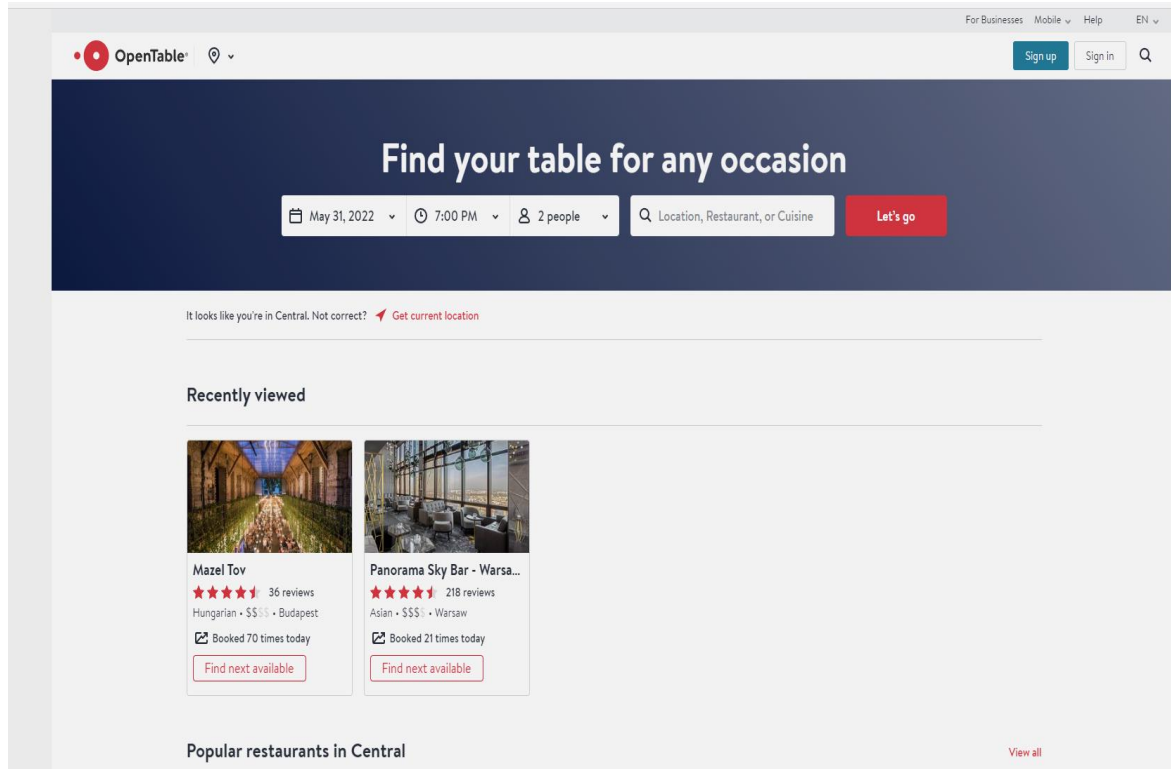 For Businesses Mobile Help EN
OpenTable®
Sign up Sign in
Find your table for any occasion
May 31, 2022 7:00 PM 2 people Location, Restaurant, or Cuisine Let's go
It looks like you're in Central. Not correct? Get current location
Recently viewed
Mazel Tov
36 reviews
Hungarian • $$$$ • Budapest
Booked 70 times today
Find next available
Panorama Sky Bar - Warsa...
218 reviews
Asian • $$$$ • Warsaw
Booked 21 times today
Find next available
Popular restaurants in Central View all